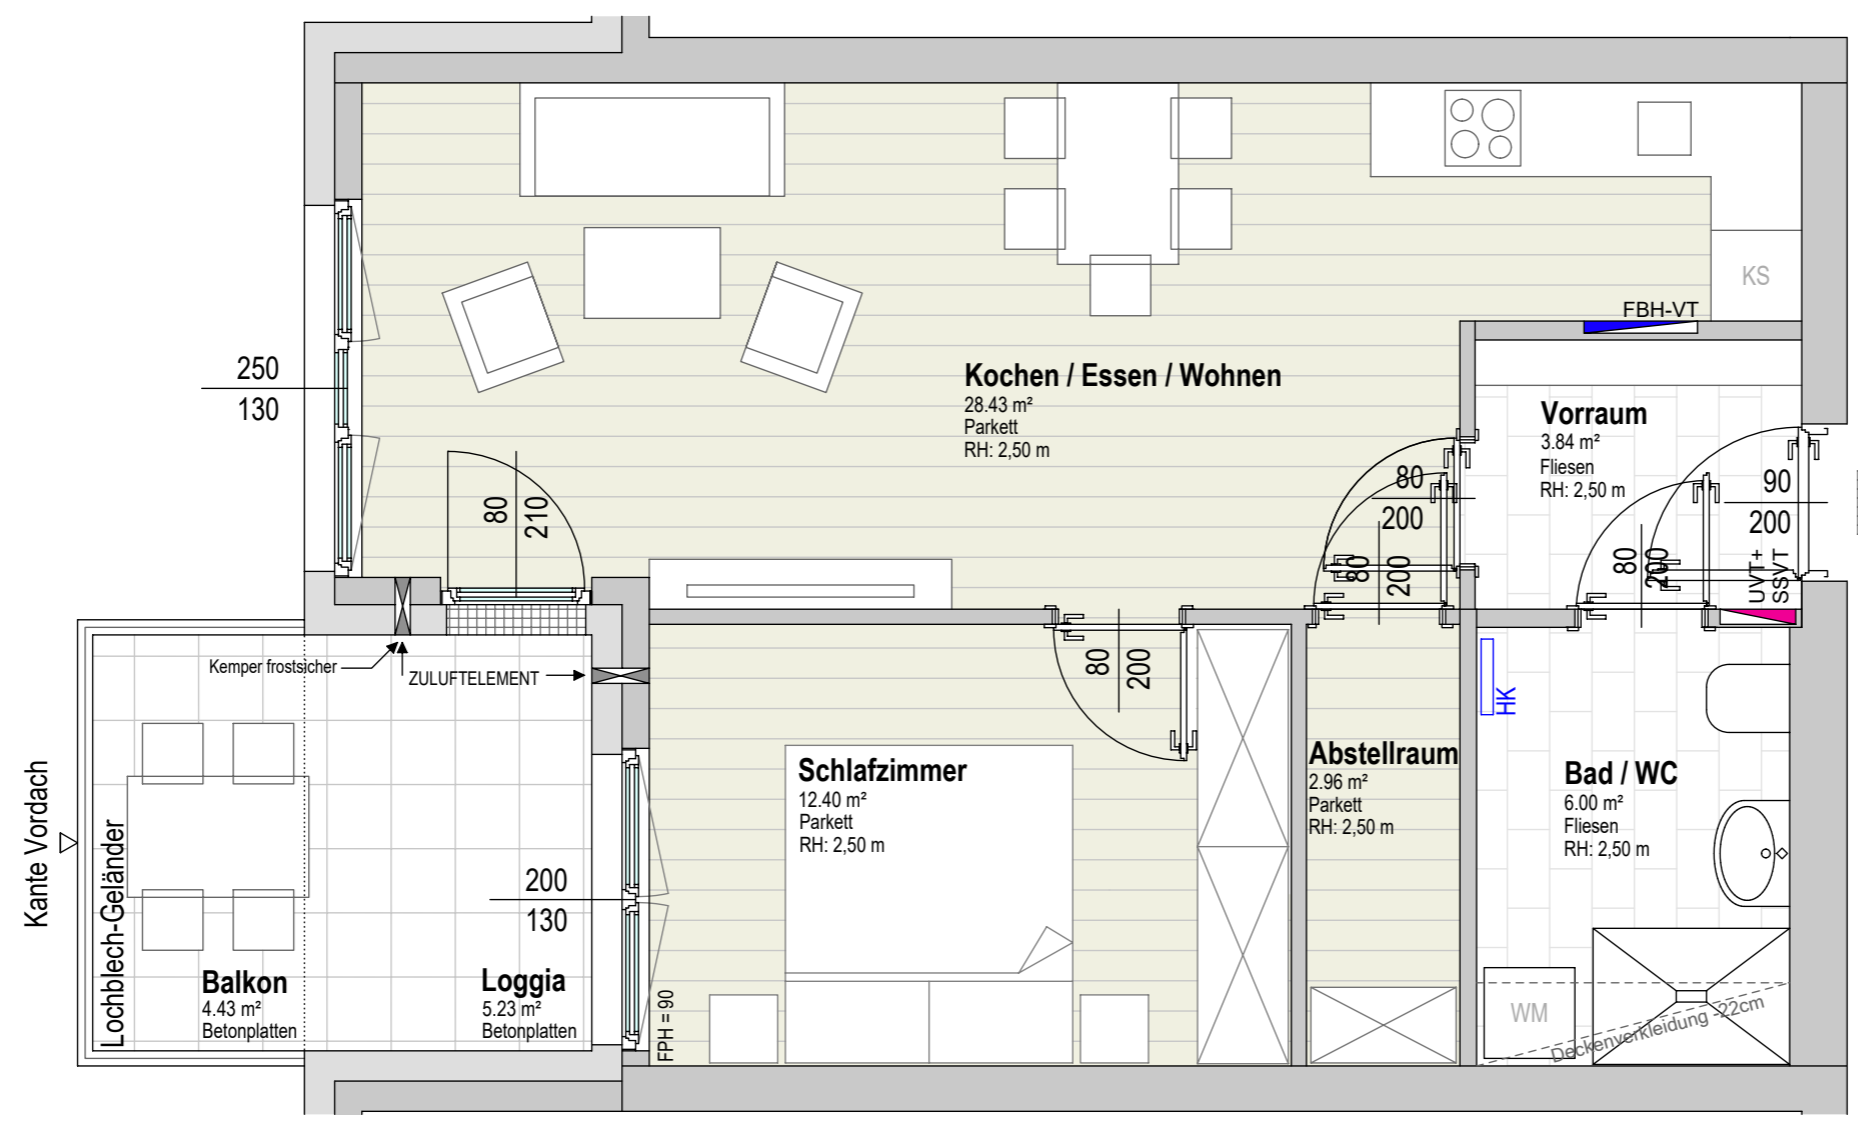 KS
FBH-VT
250
130
Kochen / Essen / Wohnen
28.43 m²
Parkett
RH: 2,50 m
Vorraum
3.84 m²
Fliesen
RH: 2,50 m
80
200
90
200
80
210
80
200
80
200
UVT+
SSVT
Kemper frostsicher
ZULUFTELEMENT
80
200
HK
Schlafzimmer
12.40 m²
Parkett
RH: 2,50 m
Abstellraum
2.96 m²
Parkett
RH: 2,50 m
Bad / WC
6.00 m²
Fliesen
RH: 2,50 m
Kante Vordach
Lochblech-Geländer
200
130
Balkon
4.43 m²
Betonplatten
Loggia
5.23 m²
Betonplatten
FPH = 90
WM
Deckenverkleidung -22cm